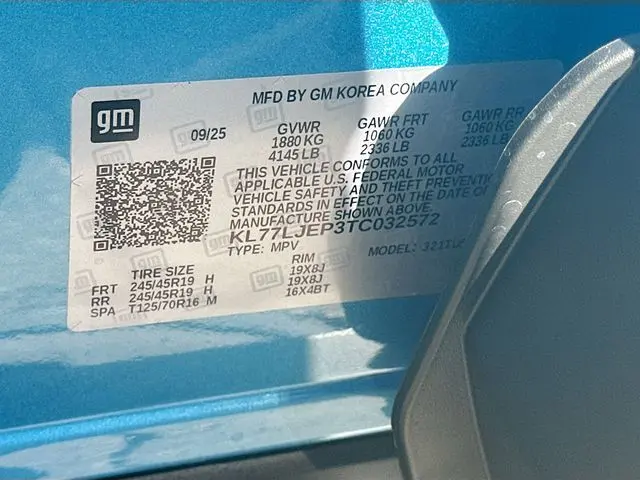 MFD BY GM KOREA COMPANY
gm
09/25 GVWR GAWR FRT GAWR RR
1880 KG 1060 KG 1060 KG
4145 LB 2336 LB 2336 LB
THIS VEHICLE CONFORMS TO ALL
APPLICABLE U.S. FEDERAL MOTOR
VEHICLE SAFETY AND THEFT
STANDARDS IN EFFECT ON THE DATE OF
MANUFACTURE SHOWN ABOVE.
KL77LJEP3TC032572
TYPE: MPV MODEL:
TIRE SIZE RIM
FRT 245/45R19 H 19X8J
RR 245/45R19 H 19X8J
SPA T125/70R16 M 16X4BT